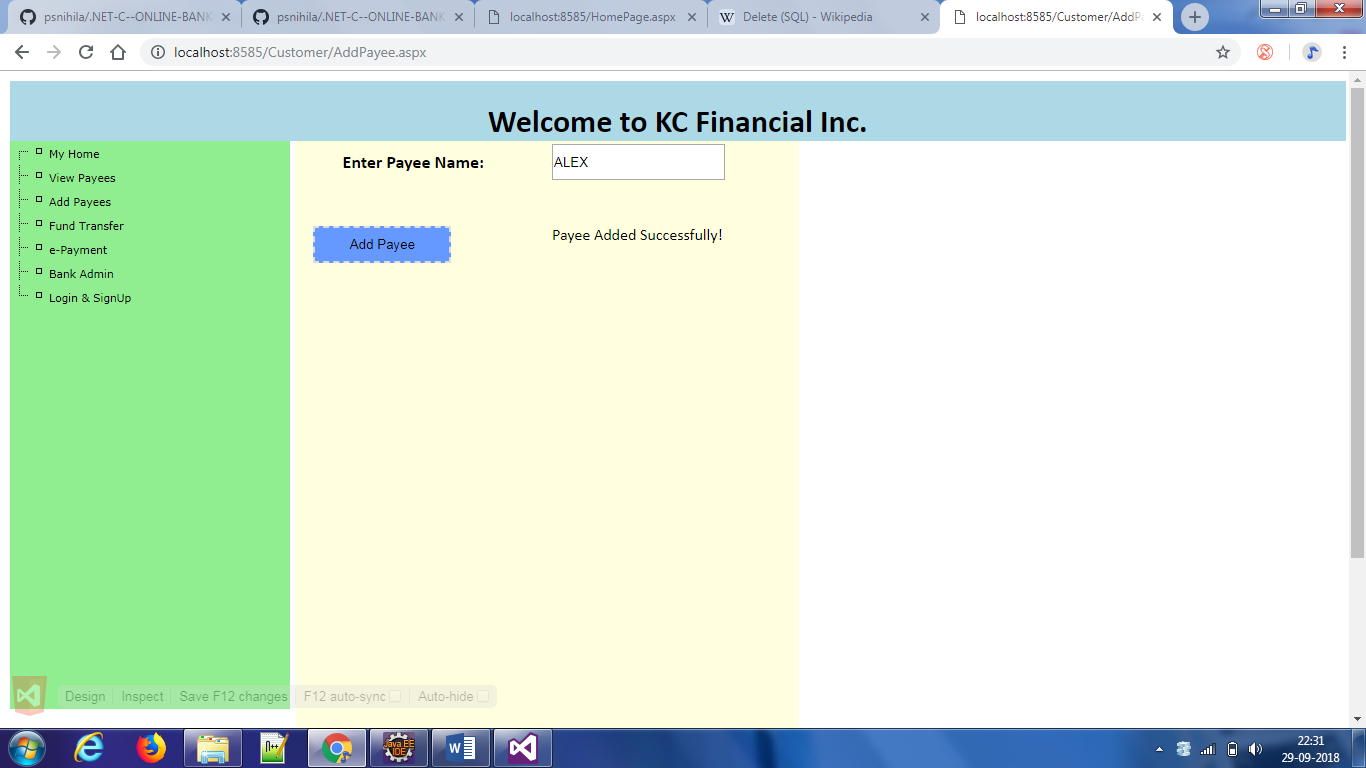 psnihila/.NET-C--ONLINE-BANK psnihila/.NET-C--ONLINE-BANK localhost:8585/HomePage.aspx Delete (SQL) - Wikipedia localhost:8585/Customer/AddP
localhost:8585/Customer/AddPayee.aspx
Welcome to KC Financial Inc.
My Home
View Payees
Add Payees
Fund Transfer
e-Payment
Bank Admin
Login & SignUp
Enter Payee Name: ALEX
Add Payee Payee Added Successfully!
Design Inspect Save F12 changes F12 auto-sync Auto-hide
Java EE
IDE
22:31
29-09-2018